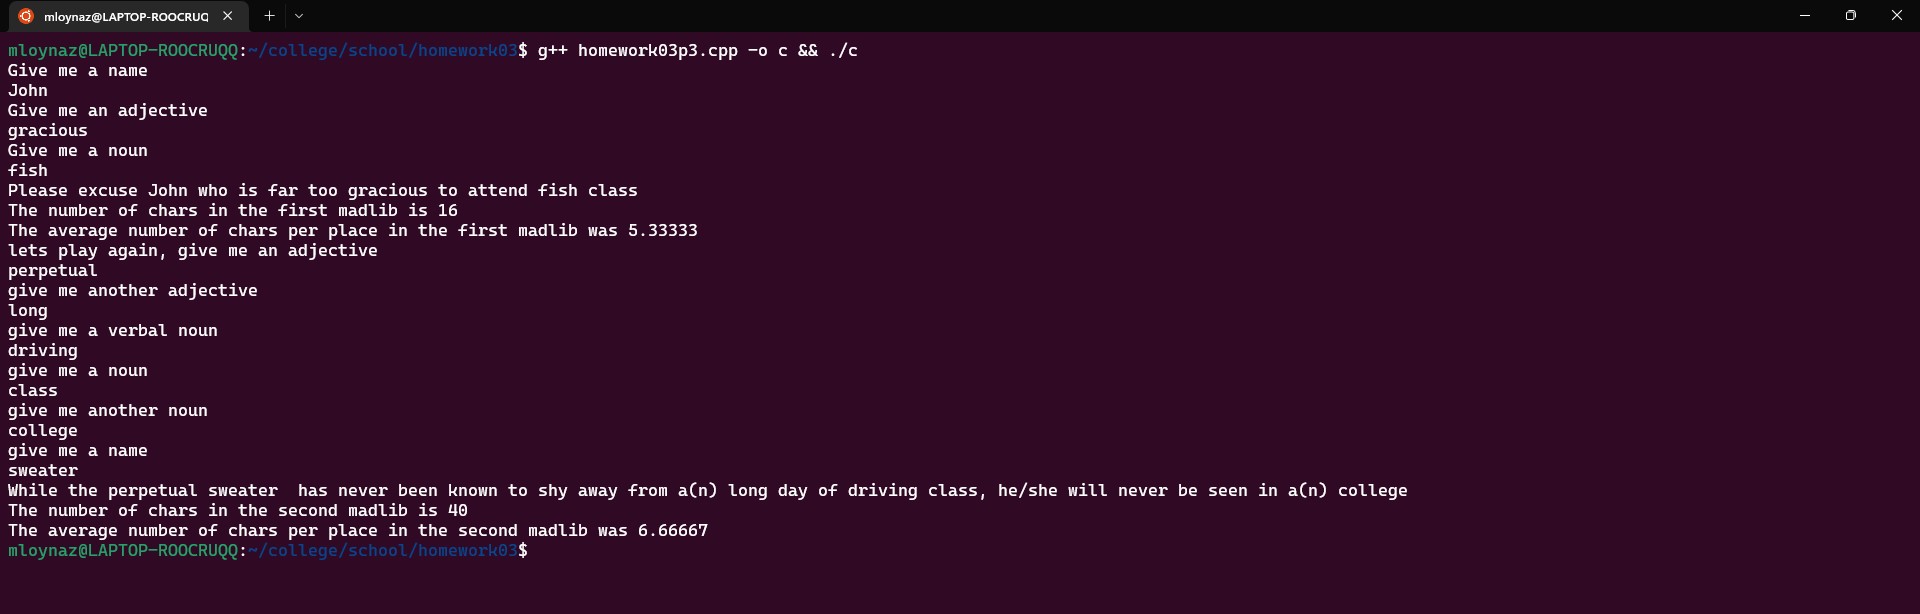 mloynaz@LAPTOP-ROOCRUQ
mloynaz@LAPTOP-ROOCRUQQ:~/college/school/homework03$ g++ homework03p3.cpp -o c && ./c
Give me a name
John
Give me an adjective
gracious
Give me a noun
fish
Please excuse John who is far too gracious to attend fish class
The number of chars in the first madlib is 16
The average number of chars per place in the first madlib was 5.33333
lets play again, give me an adjective
perpetual
give me another adjective
long
give me a verbal noun
driving
give me a noun
class
give me another noun
college
give me a name
sweater
While the perpetual sweater  has never been known to shy away from a(n) long day of driving class, he/she will never be seen in a(n) college
The number of chars in the second madlib is 40
The average number of chars per place in the second madlib was 6.66667
mloynaz@LAPTOP-ROOCRUQQ:~/college/school/homework03$